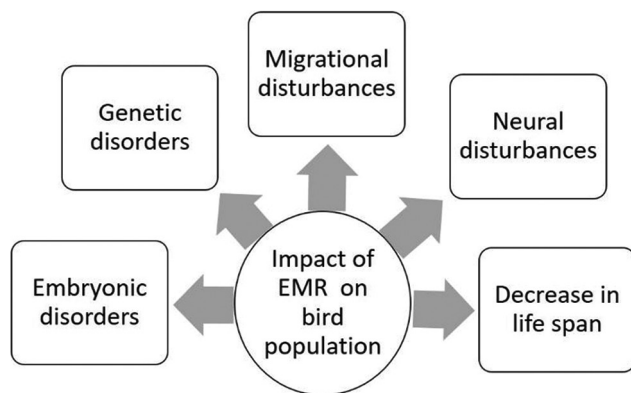 Migrational
disturbances
Genetic
disorders
Neural
disturbances
Embryonic
disorders
Impact of
EMR on
bird
population
Decrease in
life span